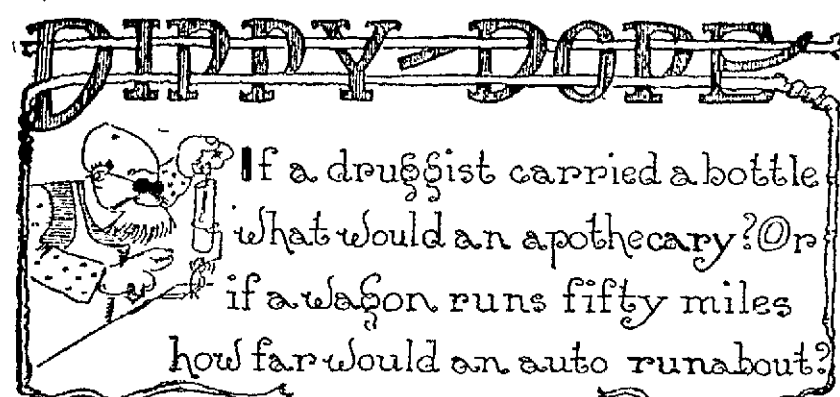 DIPPY-DOPE
If a druggist carried a bottle
what would an apothecary? Or
if a wagon runs fifty miles
how far would an auto runabout?